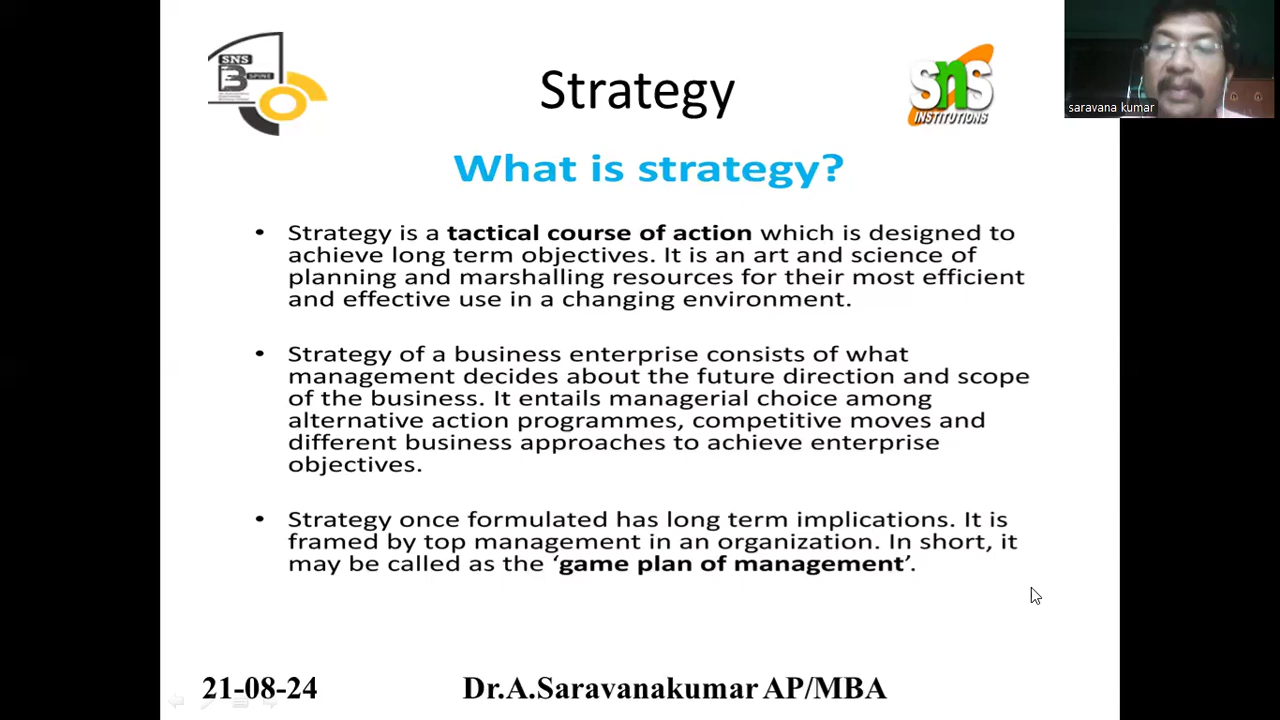 SNS
B SPINE
Strategy
SNS
INSTITUTIONS
saravana kumar
What is strategy?
• Strategy is a tactical course of action which is designed to
achieve long term objectives. It is an art and science of
planning and marshalling resources for their most efficient
and effective use in a changing environment.
• Strategy of a business enterprise consists of what
management decides about the future direction and scope
of the business. It entails managerial choice among
alternative action programmes, competitive moves and
different business approaches to achieve enterprise
objectives.
• Strategy once formulated has long term implications. It is
framed by top management in an organization. In short, it
may be called as the ‘game plan of management’.
21-08-24
Dr.A.Saravanakumar AP/MBA